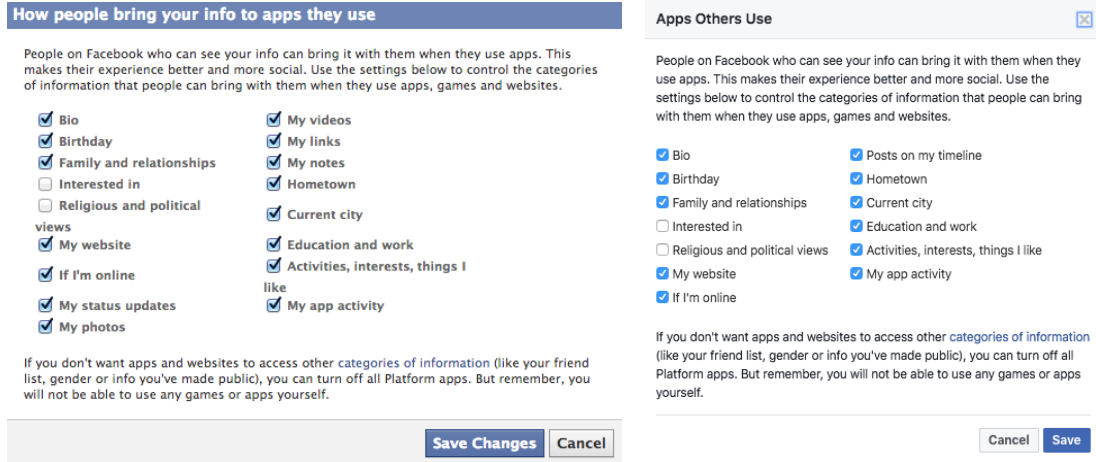 How people bring your info to apps they use
People on Facebook who can see your info can bring it with them when they use apps. This
makes their experience better and more social. Use the settings below to control the categories
of information that people can bring with them when they use apps, games and websites.
Bio
Birthday
Family and relationships
Interested in
Religious and political
views
My website
If I'm online
My status updates
My photos
My videos
My links
My notes
Hometown
Current city
Education and work
Activities, interests, things I
like
My app activity
If you don't want apps and websites to access other categories of information (like your friend
list, gender or info you've made public), you can turn off all Platform apps. But remember, you
will not be able to use any games or apps yourself.
Save Changes
Cancel
Apps Others Use
People on Facebook who can see your info can bring it with them when they
use apps. This makes their experience better and more social. Use the
settings below to control the categories of information that people can bring
with them when they use apps, games and websites.
Bio
Birthday
Family and relationships
Interested in
Religious and political views
My website
If I'm online
Posts on my timeline
Hometown
Current city
Education and work
Activities, interests, things I like
My app activity
If you don't want apps and websites to access other categories of information
(like your friend list, gender or info you've made public), you can turn off all
Platform apps. But remember, you will not be able to use any games or apps
yourself.
Cancel
Save